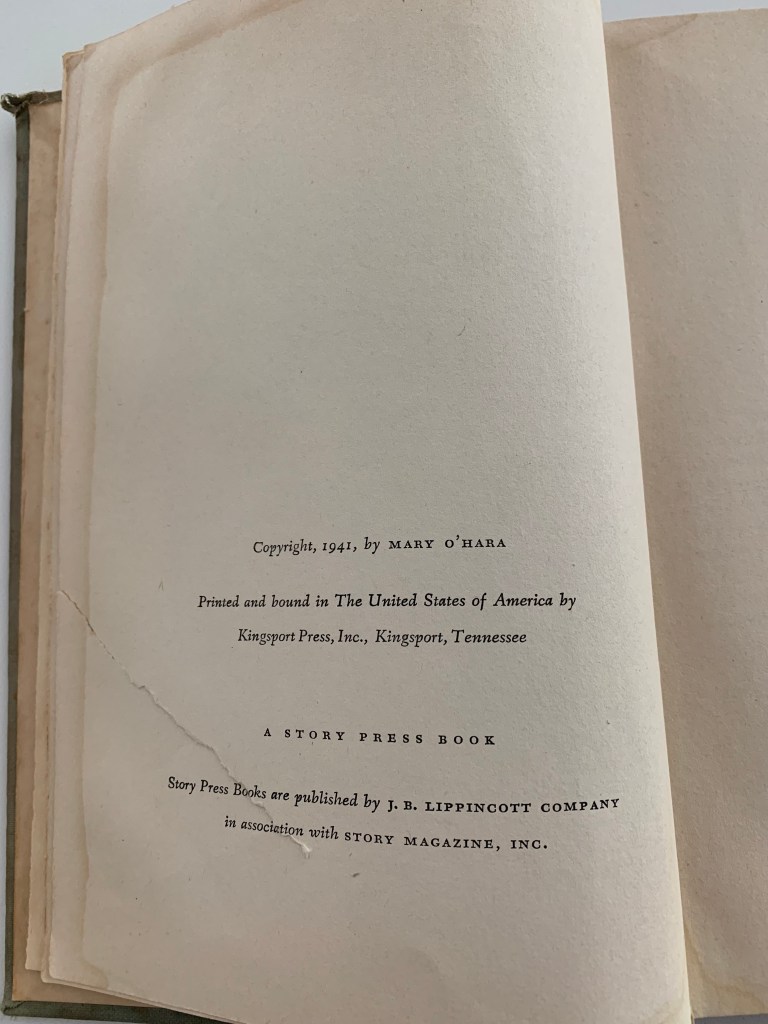 Copyright, 1941, by MARY O'HARA
Printed and bound in The United States of America by
Kingsport Press, Inc., Kingsport, Tennessee
A STORY PRESS BOOK
Story Press Books are published by J. B. LIPPINCOTT COMPANY
in association with STORY MAGAZINE, INC.